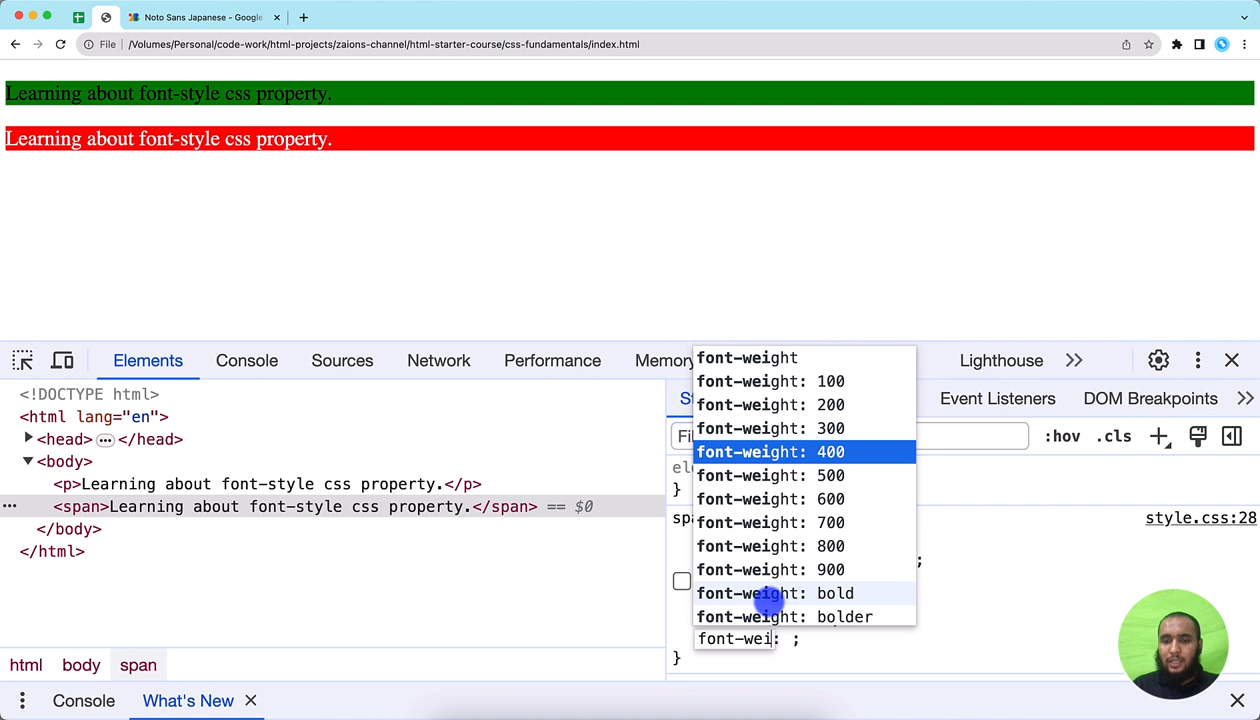 Noto Sans Japanese - Google
File
/Volumes/Personal/code-work/html-projects/zaions-channel/html-starter-course/css-fundamentals/index.html
Learning about font-style css property.
Learning about font-style css property.
Elements
Console
Sources
Network
Performance
Memory
Lighthouse
<!DOCTYPE html>
<html lang="en">
<head> ••• </head>
<body>
<p>Learning about font-style css property.</p>
<span>Learning about font-style css property.</span> == $0
</body>
</html>
html
body
span
Event Listeners
DOM Breakpoints
:hov
.cls
}
style.css:28
;
font-weight
font-weight: 100
font-weight: 200
font-weight: 300
font-weight: 400
font-weight: 500
font-weight: 600
font-weight: 700
font-weight: 800
font-weight: 900
font-weight: bold
font-weight: bolder
font-wei: ;
}
Console
What's New